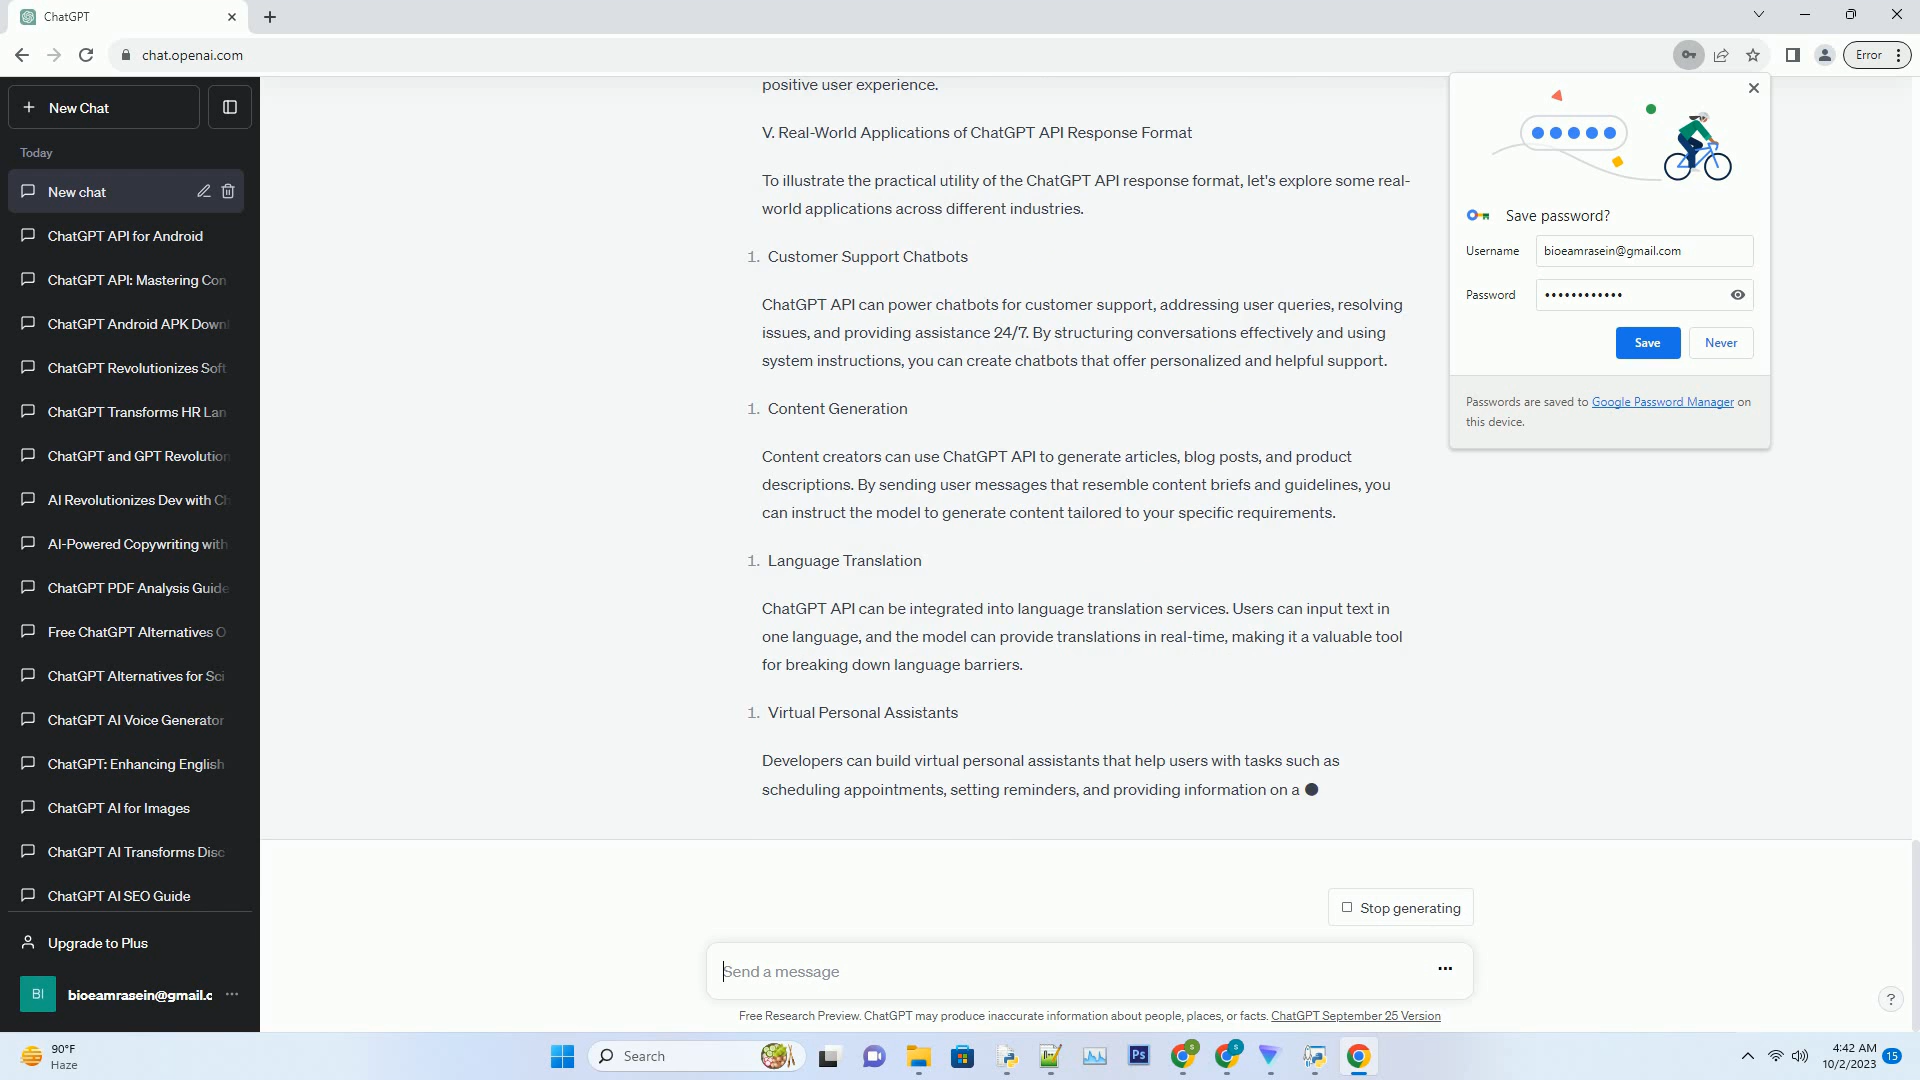 ChatGPT
chat.openai.com
Error
New Chat
Today
New chat
ChatGPT API for Android
ChatGPT API: Mastering Con
ChatGPT Android APK Down
ChatGPT Revolutionizes Soft
ChatGPT Transforms HR Lan
ChatGPT and GPT Revolution
AI Revolutionizes Dev with Ch
AI-Powered Copywriting with
ChatGPT PDF Analysis Guide
Free ChatGPT Alternatives O
ChatGPT Alternatives for Sci
ChatGPT AI Voice Generator
ChatGPT: Enhancing English
ChatGPT AI for Images
ChatGPT AI Transforms Disc
ChatGPT AI SEO Guide
Upgrade to Plus
BI
bioeamrasein@gmail.c
positive user experience.
V. Real-World Applications of ChatGPT API Response Format
To illustrate the practical utility of the ChatGPT API response format, let's explore some real-
world applications across different industries.
1. Customer Support Chatbots
ChatGPT API can power chatbots for customer support, addressing user queries, resolving
issues, and providing assistance 24/7. By structuring conversations effectively and using
system instructions, you can create chatbots that offer personalized and helpful support.
1. Content Generation
Content creators can use ChatGPT API to generate articles, blog posts, and product
descriptions. By sending user messages that resemble content briefs and guidelines, you
can instruct the model to generate content tailored to your specific requirements.
1. Language Translation
ChatGPT API can be integrated into language translation services. Users can input text in
one language, and the model can provide translations in real-time, making it a valuable tool
for breaking down language barriers.
1. Virtual Personal Assistants
Developers can build virtual personal assistants that help users with tasks such as
scheduling appointments, setting reminders, and providing information on a
Stop generating
Send a message
Free Research Preview. ChatGPT may produce inaccurate information about people, places, or facts. ChatGPT September 25 Version
?
Save password?
Username bioeamrasein@gmail.com
Password ••••••••••••
Save Never
Passwords are saved to Google Password Manager on
this device.
90°F
Haze
Search
Ps
S
S
4:42 AM
10/2/2023
15